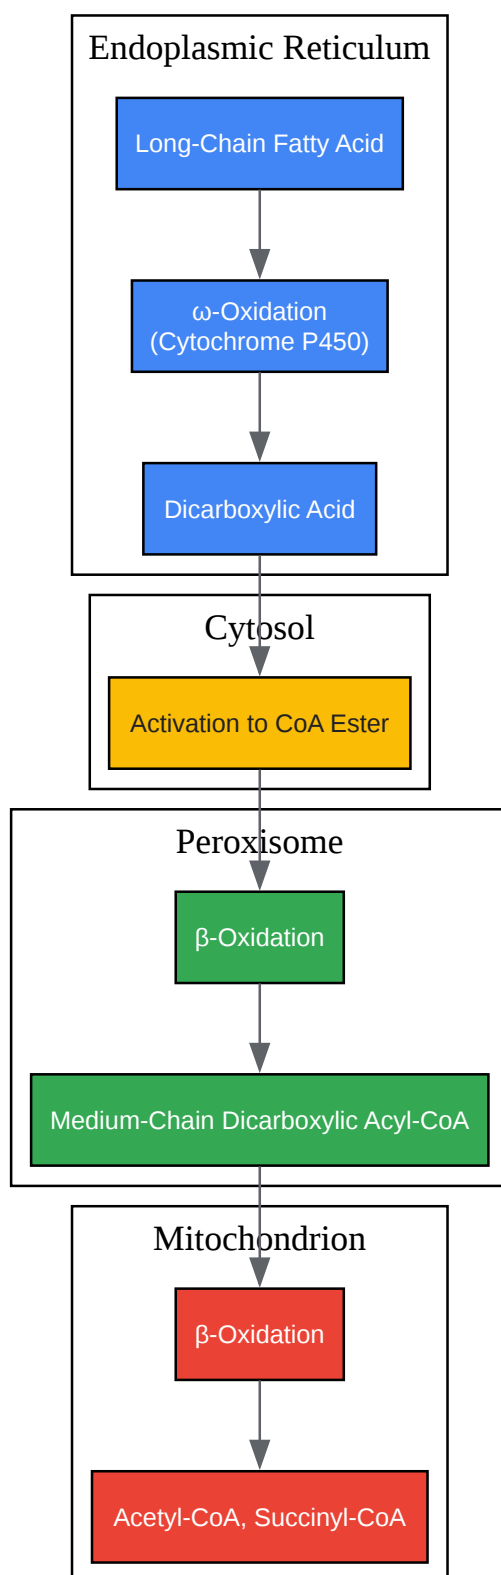 Endoplasmic Reticulum
Long-Chain Fatty Acid
ω-Oxidation
(Cytochrome P450)
Dicarboxylic Acid
Cytosol
Activation to CoA Ester
Peroxisome
β-Oxidation
Medium-Chain Dicarboxylic Acyl-CoA
Mitochondrion
β-Oxidation
Acetyl-CoA, Succinyl-CoA